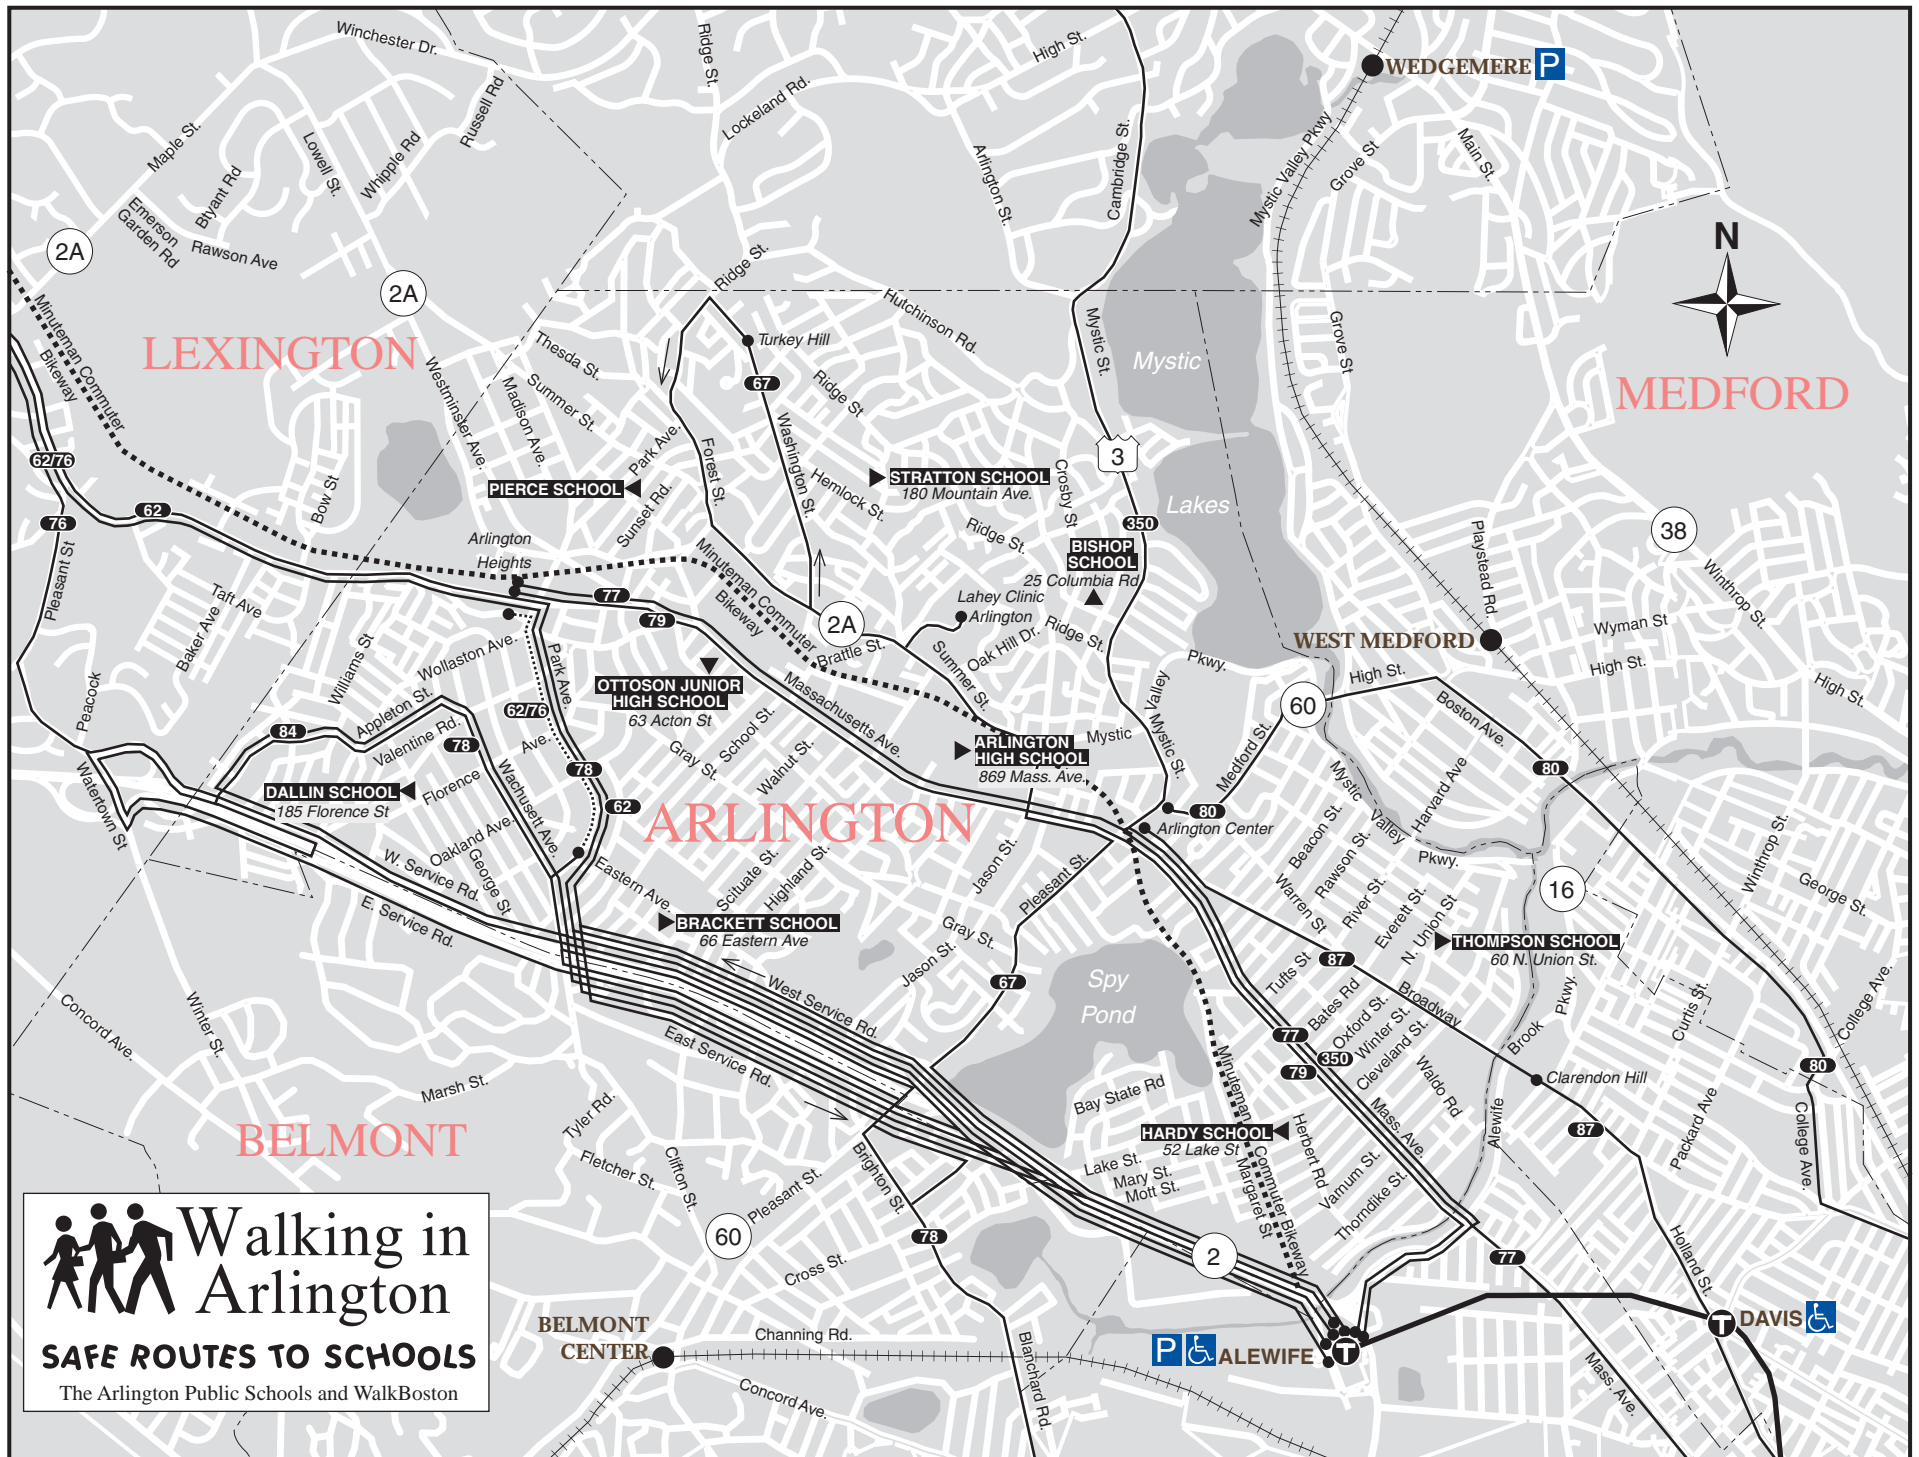 Winchester Dr.
Ridge St.
High St.
WEDGEMERE P
Russell Rd
Lockeland Rd.
Maple St.
Lowell St.
Whipple Rd
Arlington St.
Cambridge St.
Mystic Valley Pkwy
Grove St
Main St.
Btyant Rd
Emerson
Garden Rd
Rawson Ave
2A
2A
N
Ridge St.
Hutchinson Rd.
Minuteman Commuter
Bikeway
LEXINGTON
Westminster Ave.
Thesda St.
Turkey Hill
Mystic St.
Mystic
Grove St
MEDFORD
Madison Ave.
Summer St.
67
Ridge St
Park Ave.
Forest St.
Washington St.
3
62/76
Bow St
PIERCE SCHOOL
Sunset Rd.
Hemlock St.
STRATTON SCHOOL
180 Mountain Ave.
Crosby St
Lakes
76
62
350
Ridge St.
38
Playstead Rd.
Winthrop St.
Arlington
Heights
BISHOP
SCHOOL
25 Columbia Rd
Pleasant St
Taft Ave
Baker Ave
77
79
Minuteman Commuter
Bikeway
2A
Lahey Clinic
Arlington
Brattle St.
Summer St.
Oak Hill Dr.
Ridge St.
Wyman St
WEST MEDFORD
High St.
High St.
High St.
Williams St
Wollaston Ave.
Park Ave.
OTTOSON JUNIOR
HIGH SCHOOL
63 Acton St
Massachusetts Ave.
Valley
Pkwy.
60
Peacock
Appleton St.
Valentine Rd.
84
78
62/76
Ave.
78
Gray St.
School St.
Walnut St.
ARLINGTON
HIGH SCHOOL
869 Mass. Ave.
Mystic
Mystic St.
Medford St.
Boston Ave.
80
Watertown St
DALLIN SCHOOL
185 Florence St
Florence
Wachusett Ave.
62
ARLINGTON
80
Arlington Center
Mystic
Valley
Pkwy.
Harvard Ave
Beacon St.
Rawson St.
Warren St
River St.
Everett St.
N. Union St
16
Winthrop St.
George St.
W. Service Rd.
Oakland Ave.
George St
Eastern Ave.
Scituate St.
Highland St.
Jason St.
Pleasant St.
E. Service Rd.
BRACKETT SCHOOL
66 Eastern Ave
Gray St.
Jason St.
THOMPSON SCHOOL
60 N. Union St.
Tufts St
87
Broadway
Spy
Pond
67
Concord Ave.
Winter St.
West Service Rd.
East Service Rd.
Bates Rd
Oxford St.
Winter St.
Cleveland St.
77
350
79
Brook
Pkwy.
Curtis St.
College Ave.
80
Waldo Rd
Clarendon Hill
Marsh St.
Tyler Rd.
Bay State Rd
Minuteman
Commuter Bikeway
Mass. Ave.
Alewife
87
Packard Ave
College Ave.
BELMONT
HARDY SCHOOL
52 Lake St
Herbert Rd
Fletcher St.
Clifton St.
Pleasant St.
Brighton St.
Lake St.
Mary St.
Mott St.
Margaret St
Varnum St.
Thorndike St.
60
78
2
77
Holland St.
Cross St.
Walking in
Arlington
SAFE ROUTES TO SCHOOLS
The Arlington Public Schools and WalkBoston
BELMONT
CENTER
Channing Rd.
Concord Ave.
Blanchard Rd.
P ALEWIFE T
T DAVIS
Mass. Ave.